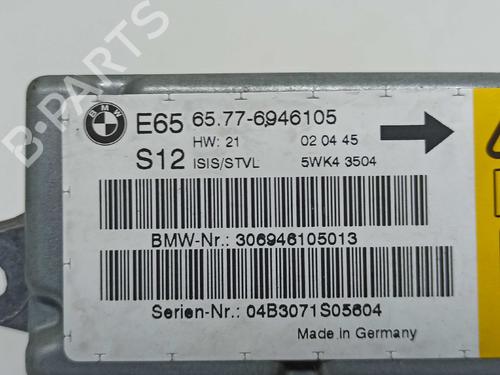 B-PARTS
BMW
E65 65.77-6946105
HW: 21 02 04 45
S12 ISIS/STVL 5WK4 3504
BMW-Nr.: 306946105013
Serien-Nr.: 04B3071S05604
Made in Germany